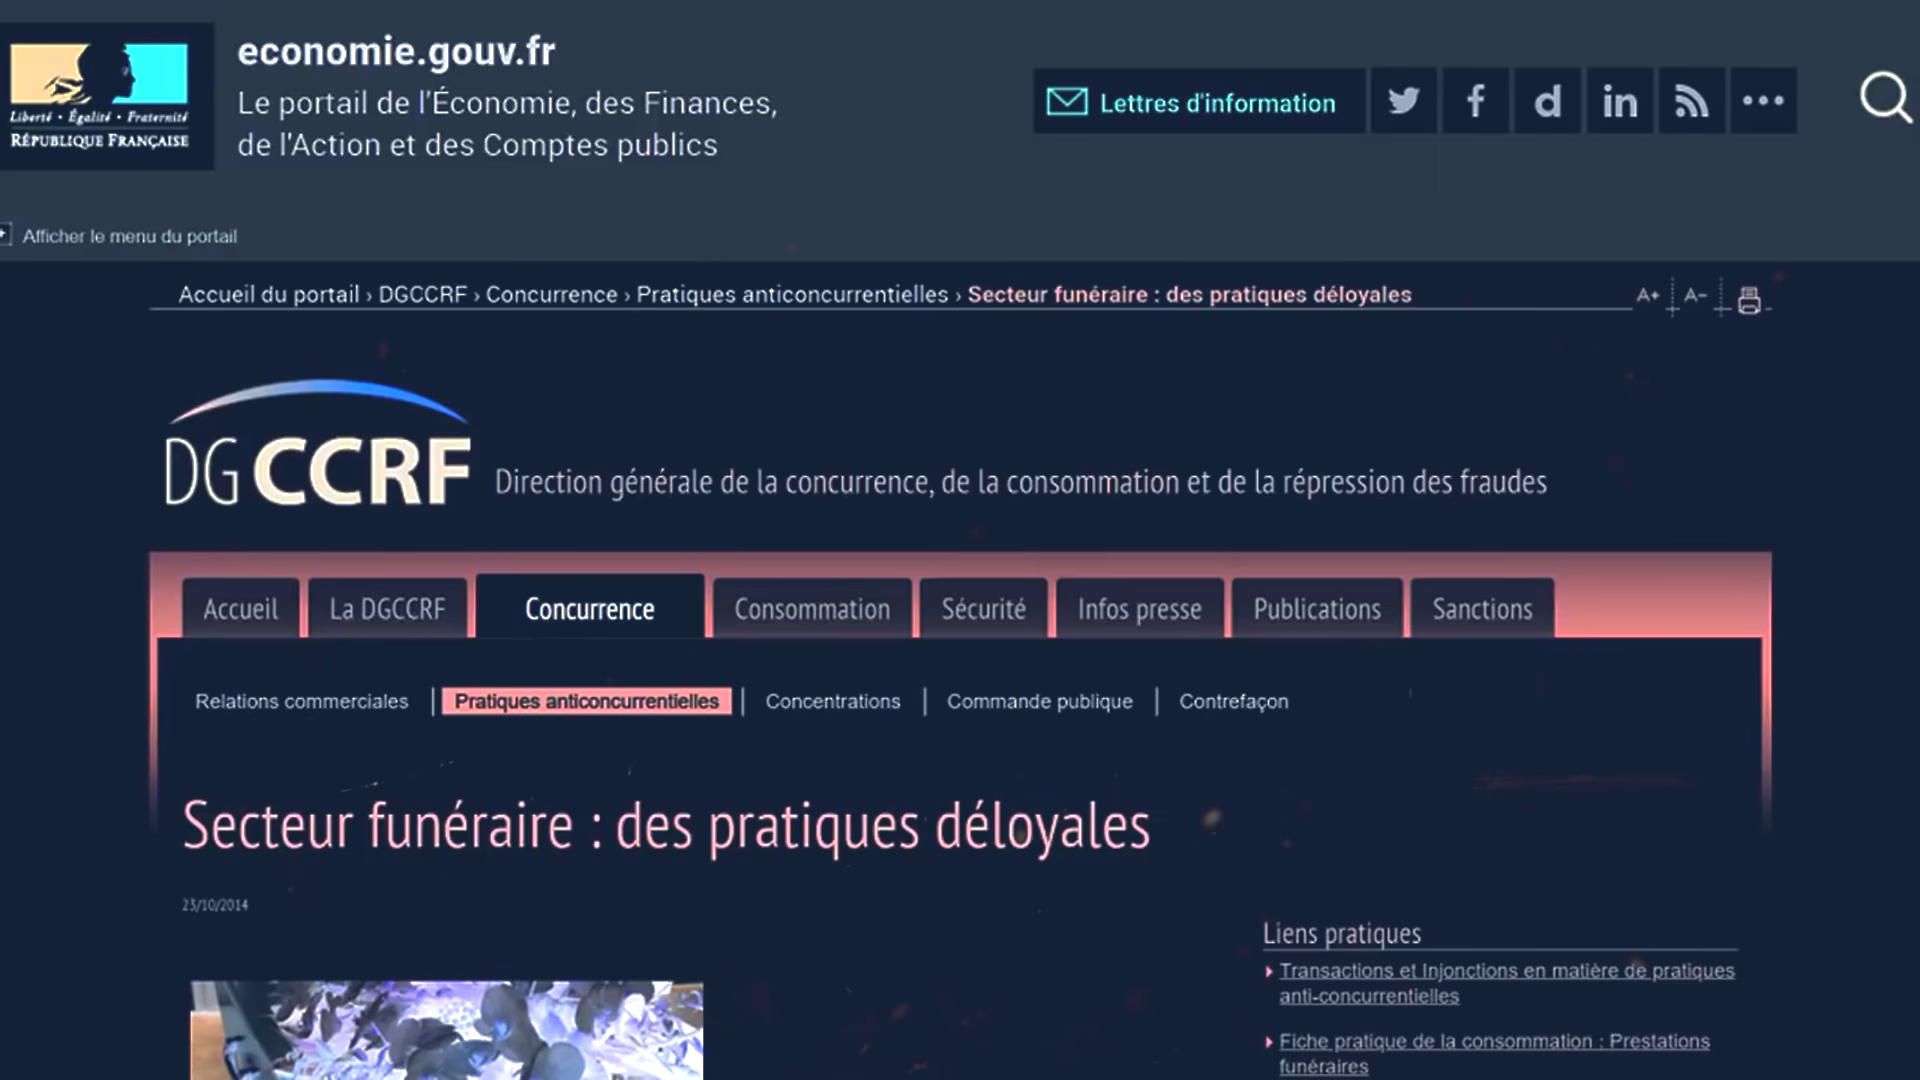 economie.gouv.fr
Le portail de l'Économie, des Finances,
de l'Action et des Comptes publics
Liberté • Égalité • Fraternité
RÉPUBLIQUE FRANÇAISE
Lettres d'information
Afficher le menu du portail
Accueil du portail › DGCCRF › Concurrence › Pratiques anticoncurrentielles › Secteur funéraire : des pratiques déloyales
A+ A-
DGCCRF Direction générale de la concurrence, de la consommation et de la répression des fraudes
Accueil La DGCCRF Concurrence Consommation Sécurité Infos presse Publications Sanctions
Relations commerciales Pratiques anticoncurrentielles Concentrations Commande publique Contrefaçon
Secteur funéraire : des pratiques déloyales
23/10/2014
Liens pratiques
Transactions et Injonctions en matière de pratiques
anti-concurrentielles
Fiche pratique de la consommation : Prestations
funéraires